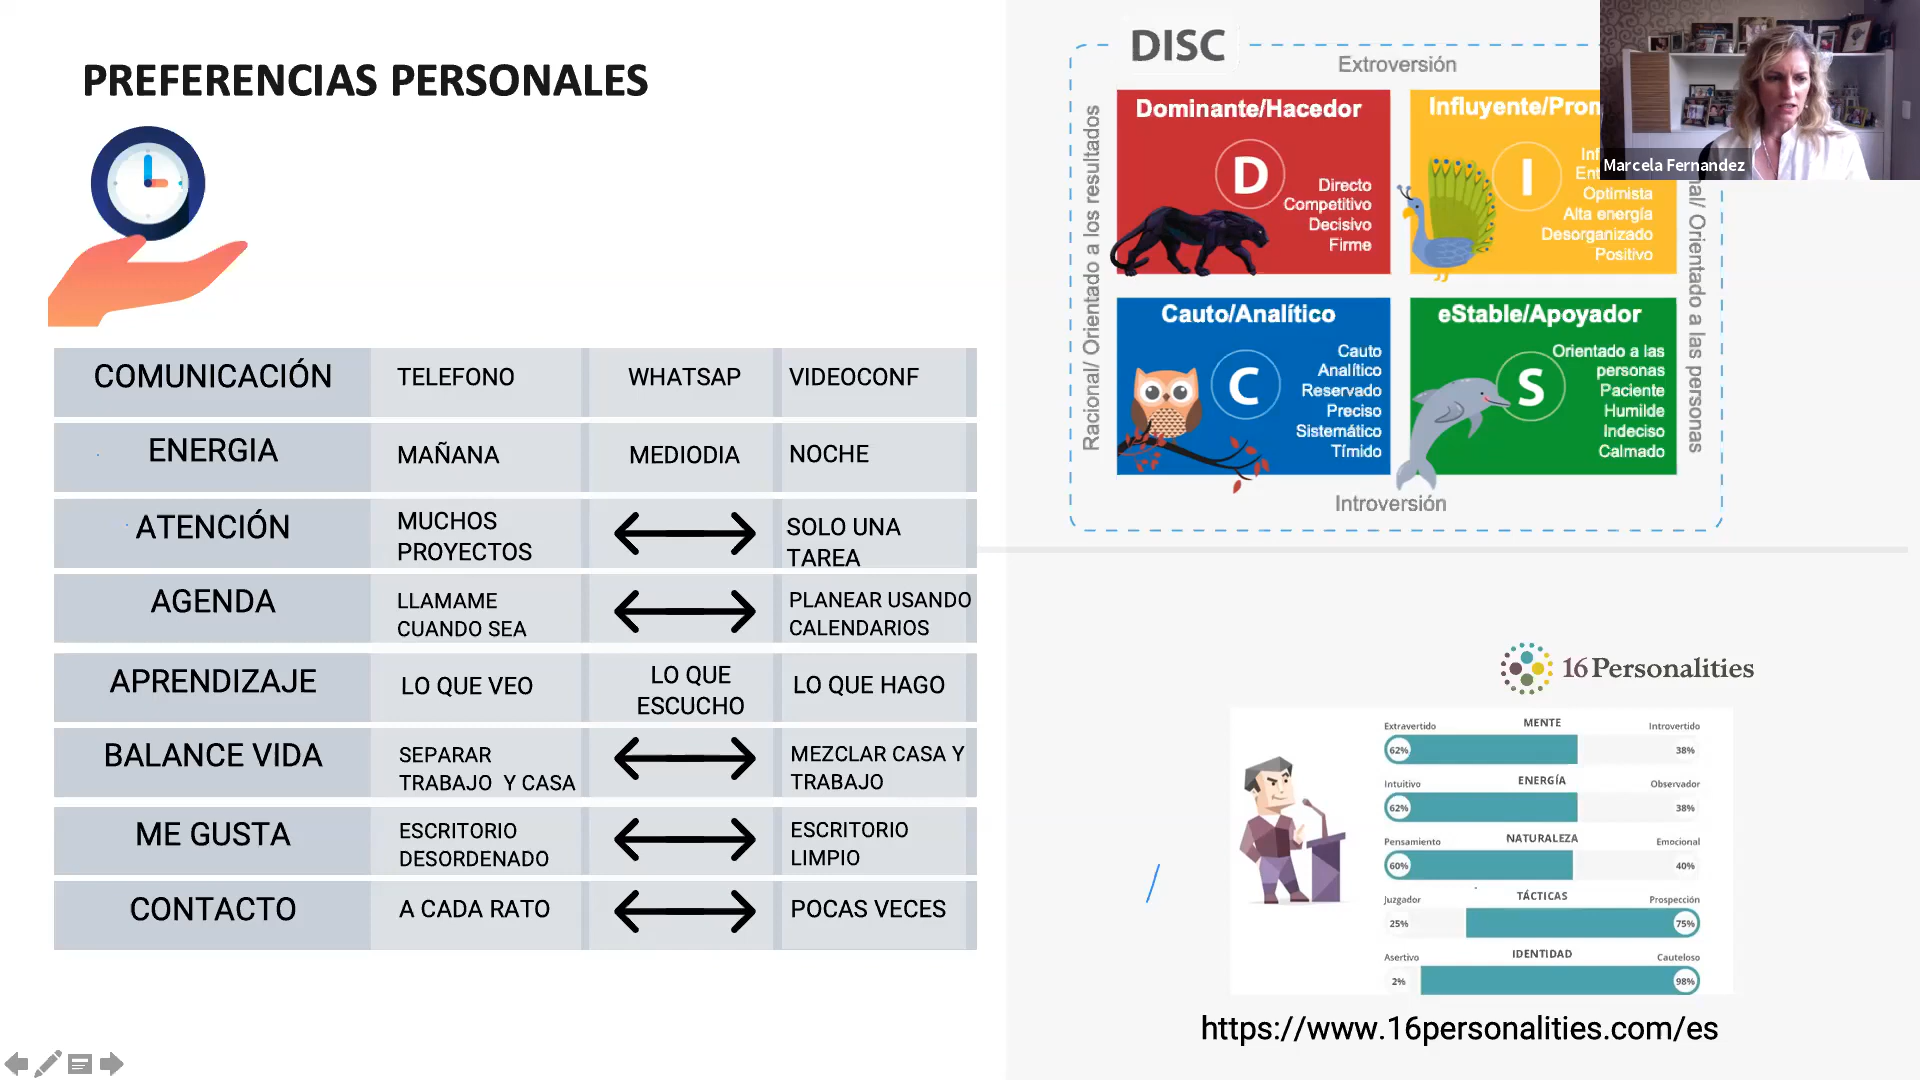 PREFERENCIAS PERSONALES
COMUNICACIÓN
TELEFONO
WHATSAP
VIDEOCONF
ENERGIA
MAÑANA
MEDIODIA
NOCHE
ATENCIÓN
MUCHOS
PROYECTOS
SOLO UNA
TAREA
AGENDA
LLAMAME
CUANDO SEA
PLANEAR USANDO
CALENDARIOS
APRENDIZAJE
LO QUE VEO
LO QUE
ESCUCHO
LO QUE HAGO
BALANCE VIDA
SEPARAR
TRABAJO Y CASA
MEZCLAR CASA Y
TRABAJO
ME GUSTA
ESCRITORIO
DESORDENADO
ESCRITORIO
LIMPIO
CONTACTO
A CADA RATO
POCAS VECES
DISC
Extroversión
Racional/ Orientado a los resultados
Dominante/Hacedor
D
Directo
Competitivo
Decisivo
Firme
I
Optimista
Alta energía
Desorganizado
Positivo
Cauto/Analítico
C
Cauto
Analítico
Reservado
Preciso
Sistemático
Tímido
eStable/Apoyador
S
Orientado a las
personas
Paciente
Humilde
Indeciso
Calmado
Orientado a las personas
Introversión
Marcela Fernandez
16Personalities
MENTE
Extravertido
Introvertido
62%
38%
ENERGÍA
Intuitivo
Observador
62%
38%
NATURALEZA
Pensamiento
Emocional
60%
40%
TÁCTICAS
Juzgador
Prospección
25%
75%
IDENTIDAD
Asertivo
Cauteloso
2%
98%
https://www.16personalities.com/es